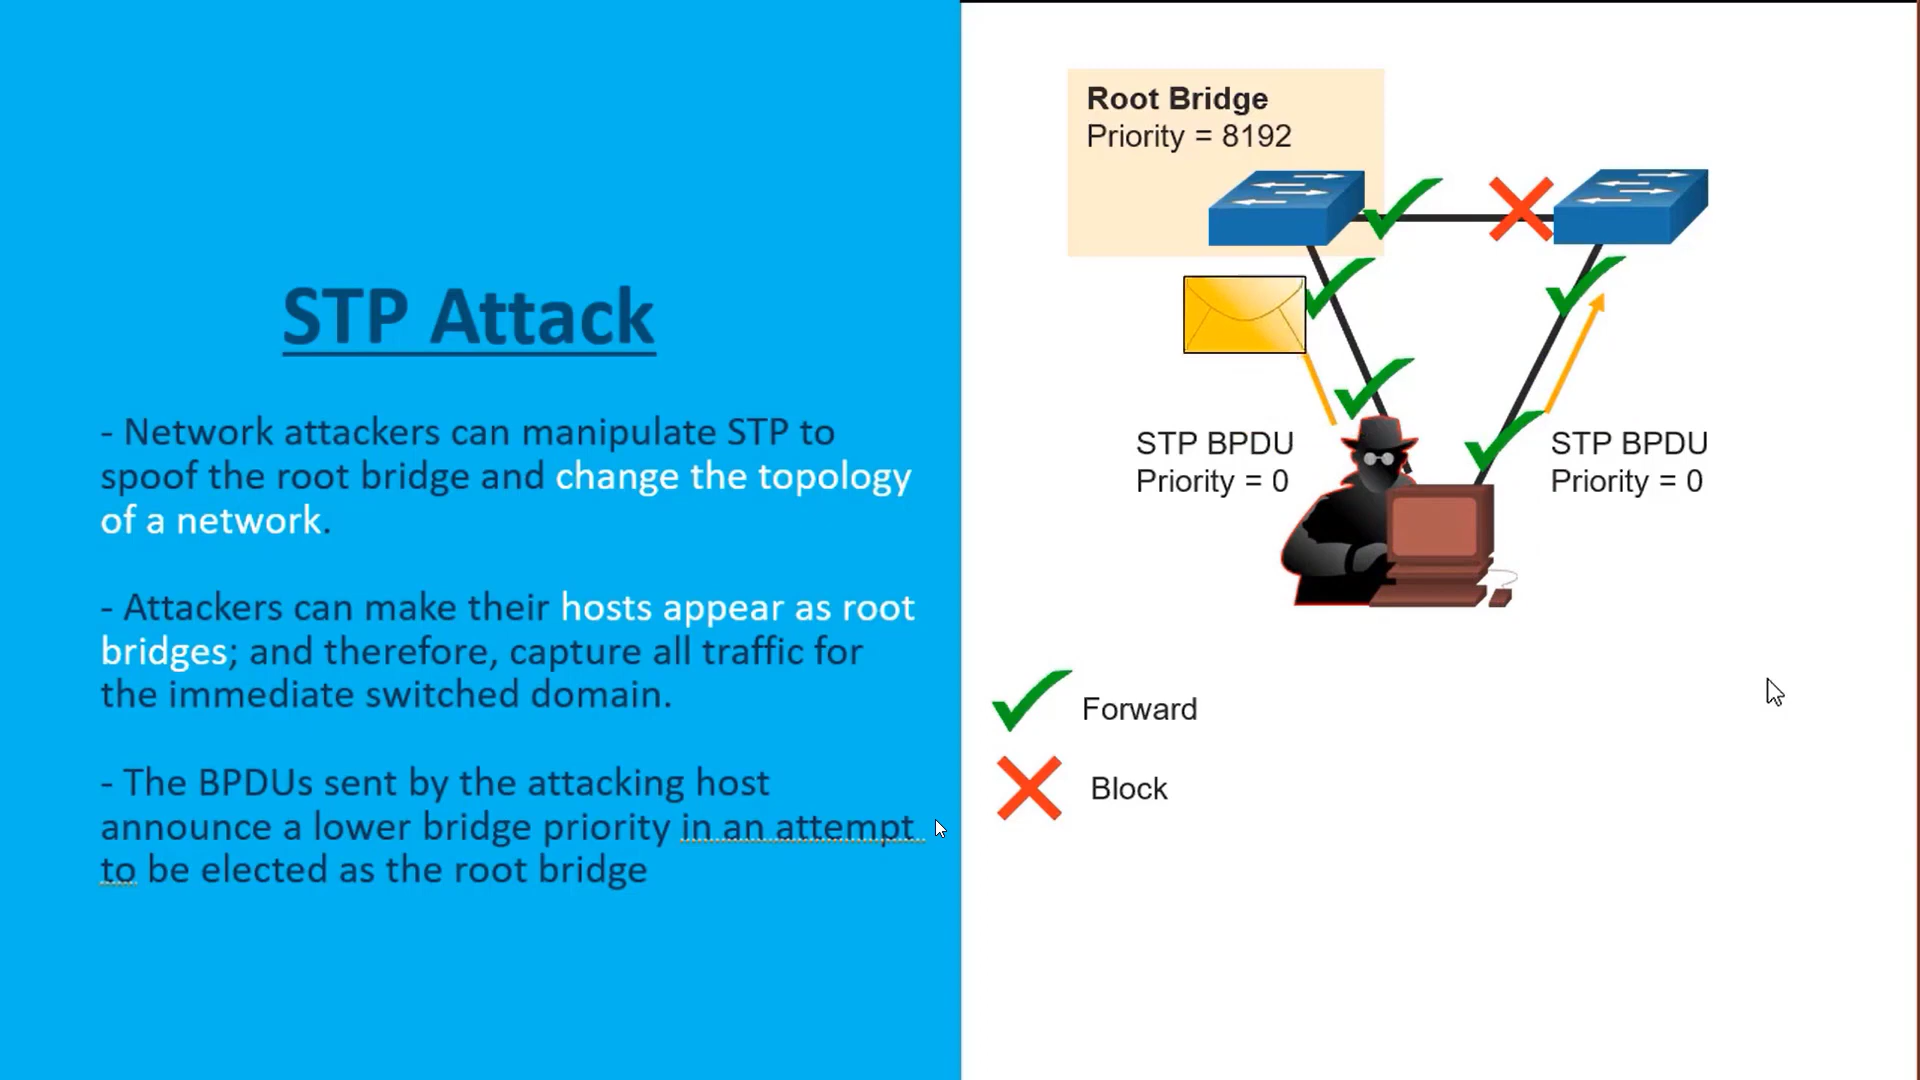 STP Attack
- Network attackers can manipulate STP to
spoof the root bridge and change the topology
of a network.
- Attackers can make their hosts appear as root
bridges; and therefore, capture all traffic for
the immediate switched domain.
- The BPDUs sent by the attacking host
announce a lower bridge priority in an attempt
to be elected as the root bridge
Root Bridge
Priority = 8192
STP BPDU
Priority = 0
STP BPDU
Priority = 0
Forward
Block